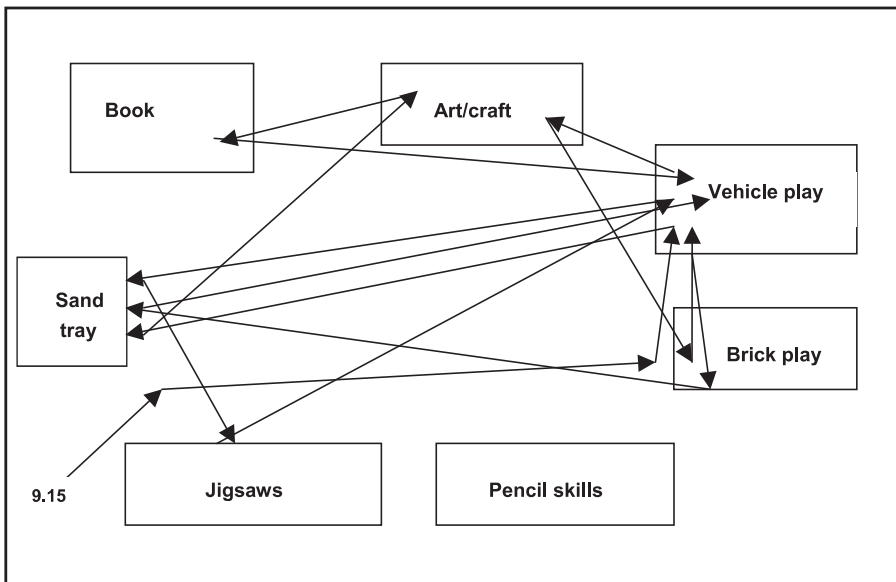 Book
Art/craft
Vehicle play
Sand
tray
Brick play
9.15
Jigsaws
Pencil skills